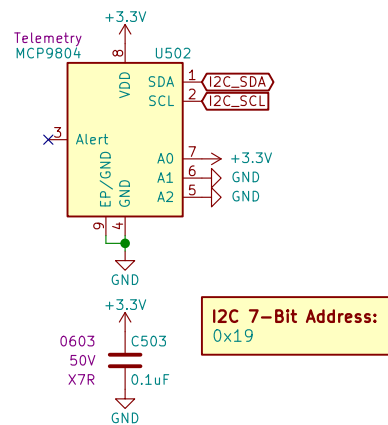 +3.3V
Telemetry
MCP9804
U502
8
VDD
SDA
1
I2C_SDA
SCL
2
I2C_SCL
3
Alert
A0
7
+3.3V
A1
6
GND
A2
5
GND
EP/GND
GND
9
4
GND
+3.3V
0603
C503
50V
X7R
0.1uF
GND
I2C 7-Bit Address:
0x19